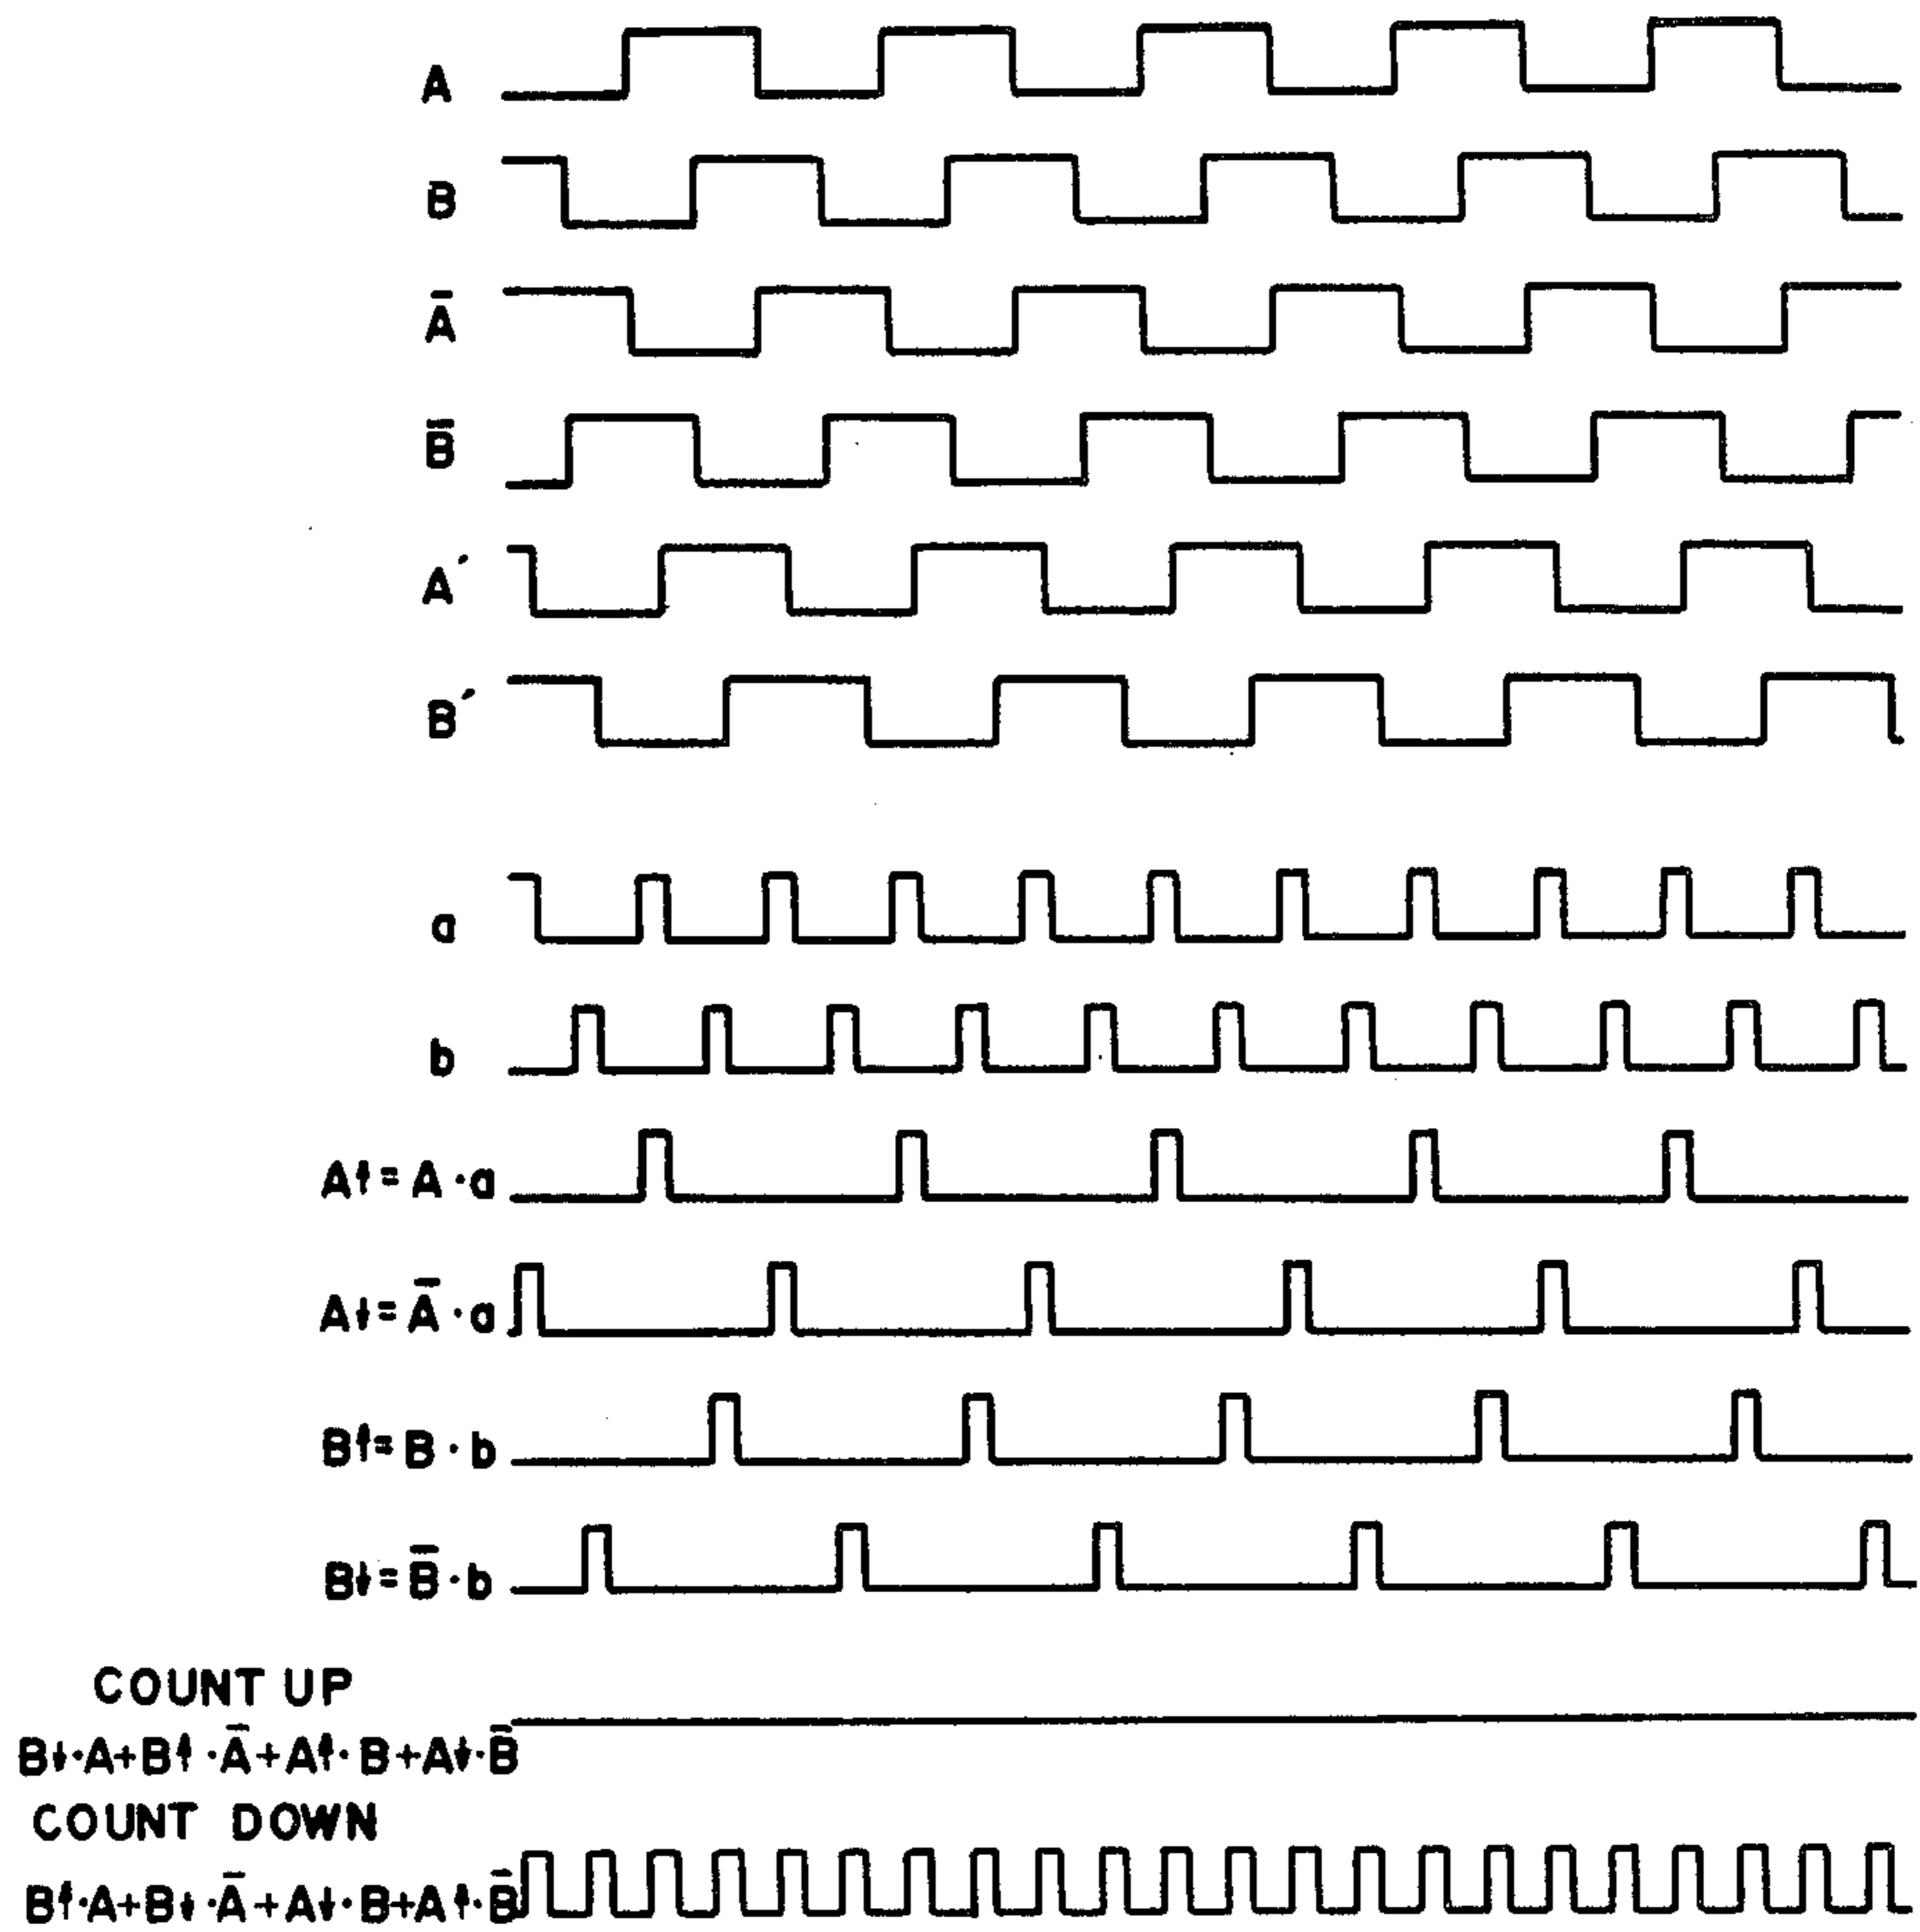 A
B
A̅
B̅
A′
B′
a
b
A↑=A·a
A↓=A̅·a
B↑=B·b
B↓=B̅·b
COUNT UP
B↓·A+B↑·A̅+A↑·B+A↓·B̅
COUNT DOWN
B↑·A+B↓·A̅+A↓·B+A↑·B̅